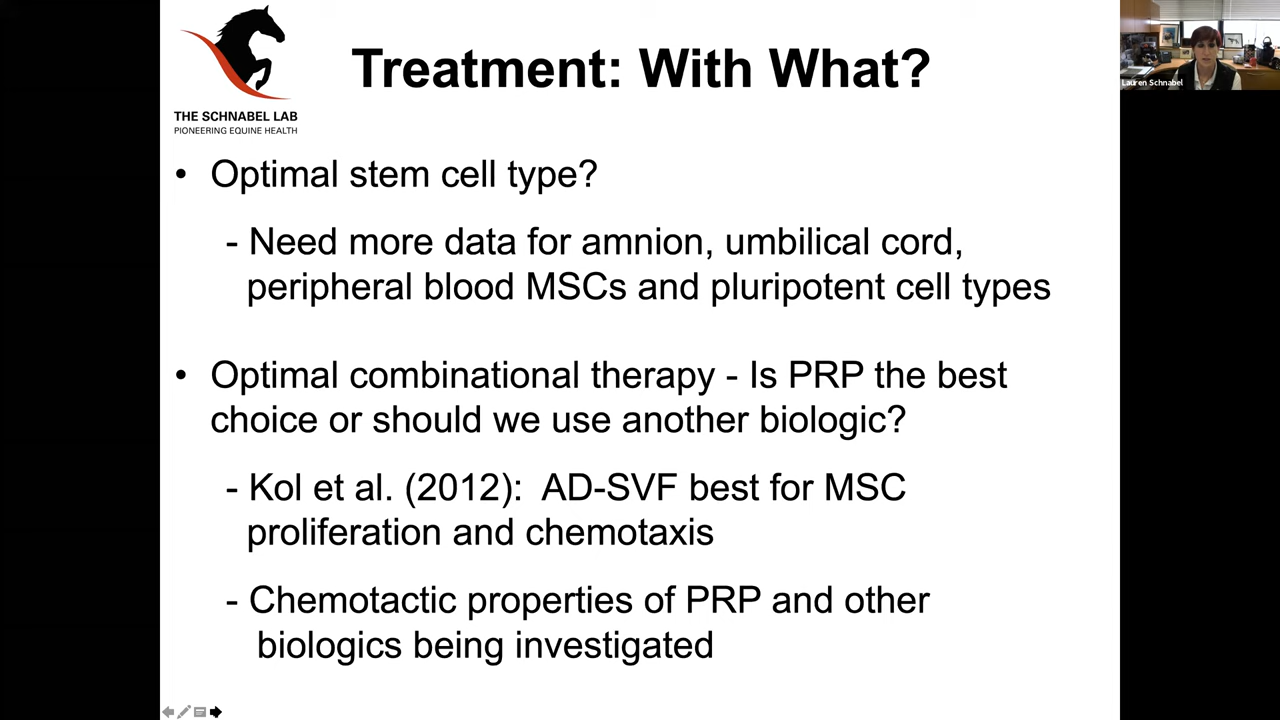 Treatment: With What?
THE SCHNABEL LAB
PIONEERING EQUINE HEALTH
Lauren Schnabel
• Optimal stem cell type?
- Need more data for amnion, umbilical cord,
peripheral blood MSCs and pluripotent cell types
• Optimal combinational therapy - Is PRP the best
choice or should we use another biologic?
- Kol et al. (2012): AD-SVF best for MSC
proliferation and chemotaxis
- Chemotactic properties of PRP and other
biologics being investigated